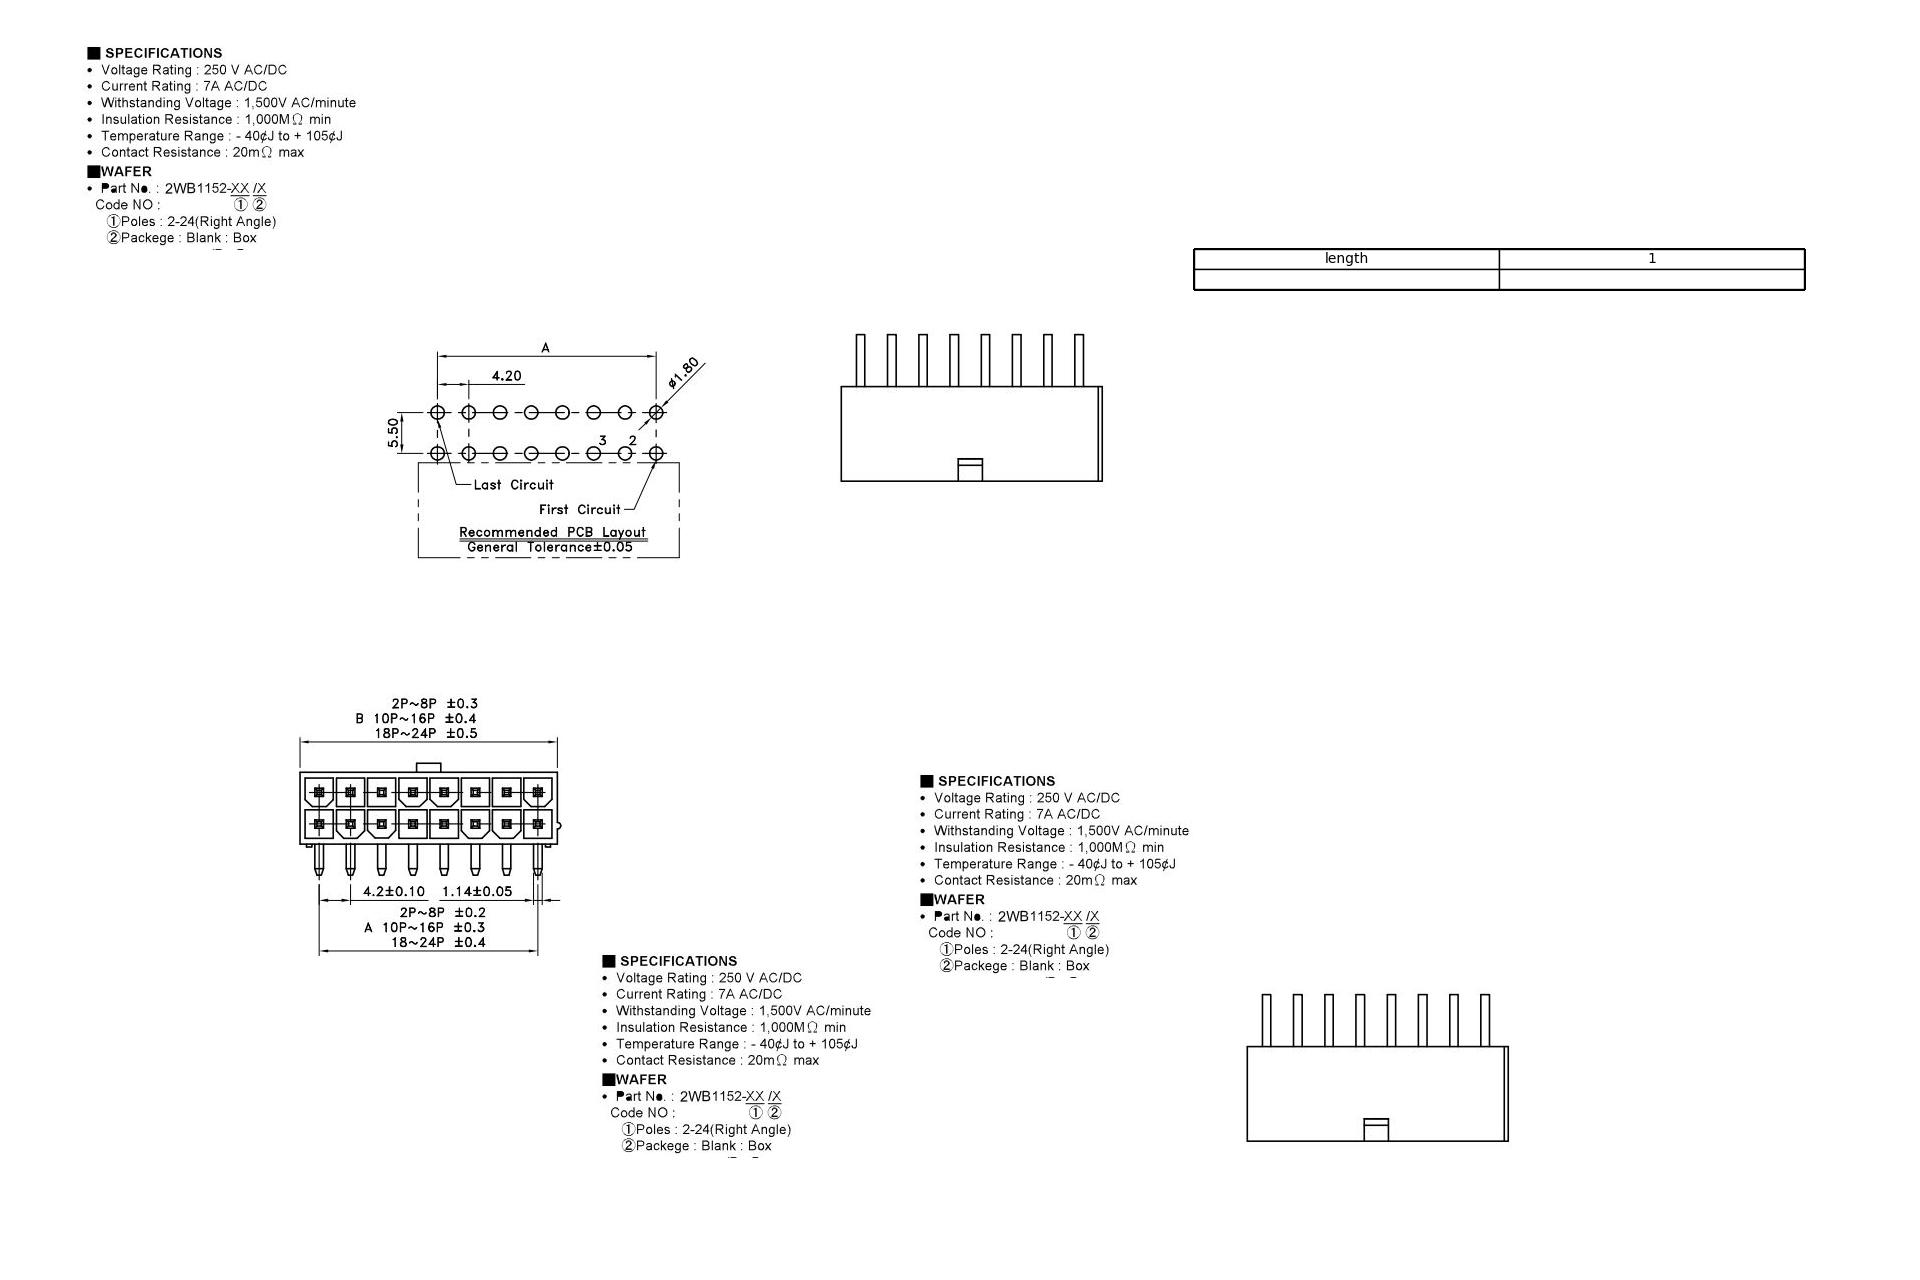 ■ SPECIFICATIONS
• Voltage Rating : 250 V AC/DC
• Current Rating : 7A AC/DC
• Withstanding Voltage : 1,500V AC/minute
• Insulation Resistance : 1,000MΩ min
• Temperature Range : - 40¢J to + 105¢J
• Contact Resistance : 20mΩ max
■WAFER
• Part No. : 2WB1152-XX /X
Code NO : ① ②
①Poles : 2-24(Right Angle)
②Packege : Blank : Box
length 1
A
4.20
ø1.80
5.50
3 2
Last Circuit
First Circuit
Recommended PCB Layout
General Tolerance±0.05
2P~8P ±0.3
B 10P~16P ±0.4
18P~24P ±0.5
4.2±0.10 1.14±0.05
2P~8P ±0.2
A 10P~16P ±0.3
18~24P ±0.4
■ SPECIFICATIONS
• Voltage Rating : 250 V AC/DC
• Current Rating : 7A AC/DC
• Withstanding Voltage : 1,500V AC/minute
• Insulation Resistance : 1,000MΩ min
• Temperature Range : - 40¢J to + 105¢J
• Contact Resistance : 20mΩ max
■WAFER
• Part No. : 2WB1152-XX /X
Code NO : ① ②
①Poles : 2-24(Right Angle)
②Packege : Blank : Box
■ SPECIFICATIONS
• Voltage Rating : 250 V AC/DC
• Current Rating : 7A AC/DC
• Withstanding Voltage : 1,500V AC/minute
• Insulation Resistance : 1,000MΩ min
• Temperature Range : - 40¢J to + 105¢J
• Contact Resistance : 20mΩ max
■WAFER
• Part No. : 2WB1152-XX /X
Code NO : ① ②
①Poles : 2-24(Right Angle)
②Packege : Blank : Box